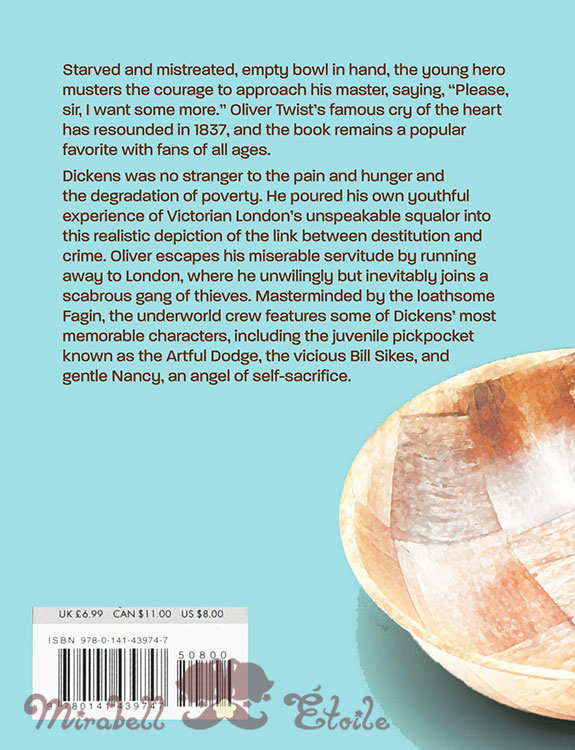 Starved and mistreated, empty bowl in hand, the young hero
musters the courage to approach his master, saying, “Please,
sir, I want some more.” Oliver Twist’s famous cry of the heart
has resounded in 1837, and the book remains a popular
favorite with fans of all ages.
Dickens was no stranger to the pain and hunger and
the degradation of poverty. He poured his own youthful
experience of Victorian London’s unspeakable squalor into
this realistic depiction of the link between destitution and
crime. Oliver escapes his miserable servitude by running
away to London, where he unwillingly but inevitably joins a
scabrous gang of thieves. Masterminded by the loathsome
Fagin, the underworld crew features some of Dickens’ most
memorable characters, including the juvenile pickpocket
known as the Artful Dodge, the vicious Bill Sikes, and
gentle Nancy, an angel of self-sacrifice.
UK £6.99 CAN $11.00 US $8.00
ISBN 978-0-141-43974-7
50800
9 780141 439747
Mirabell Étoile